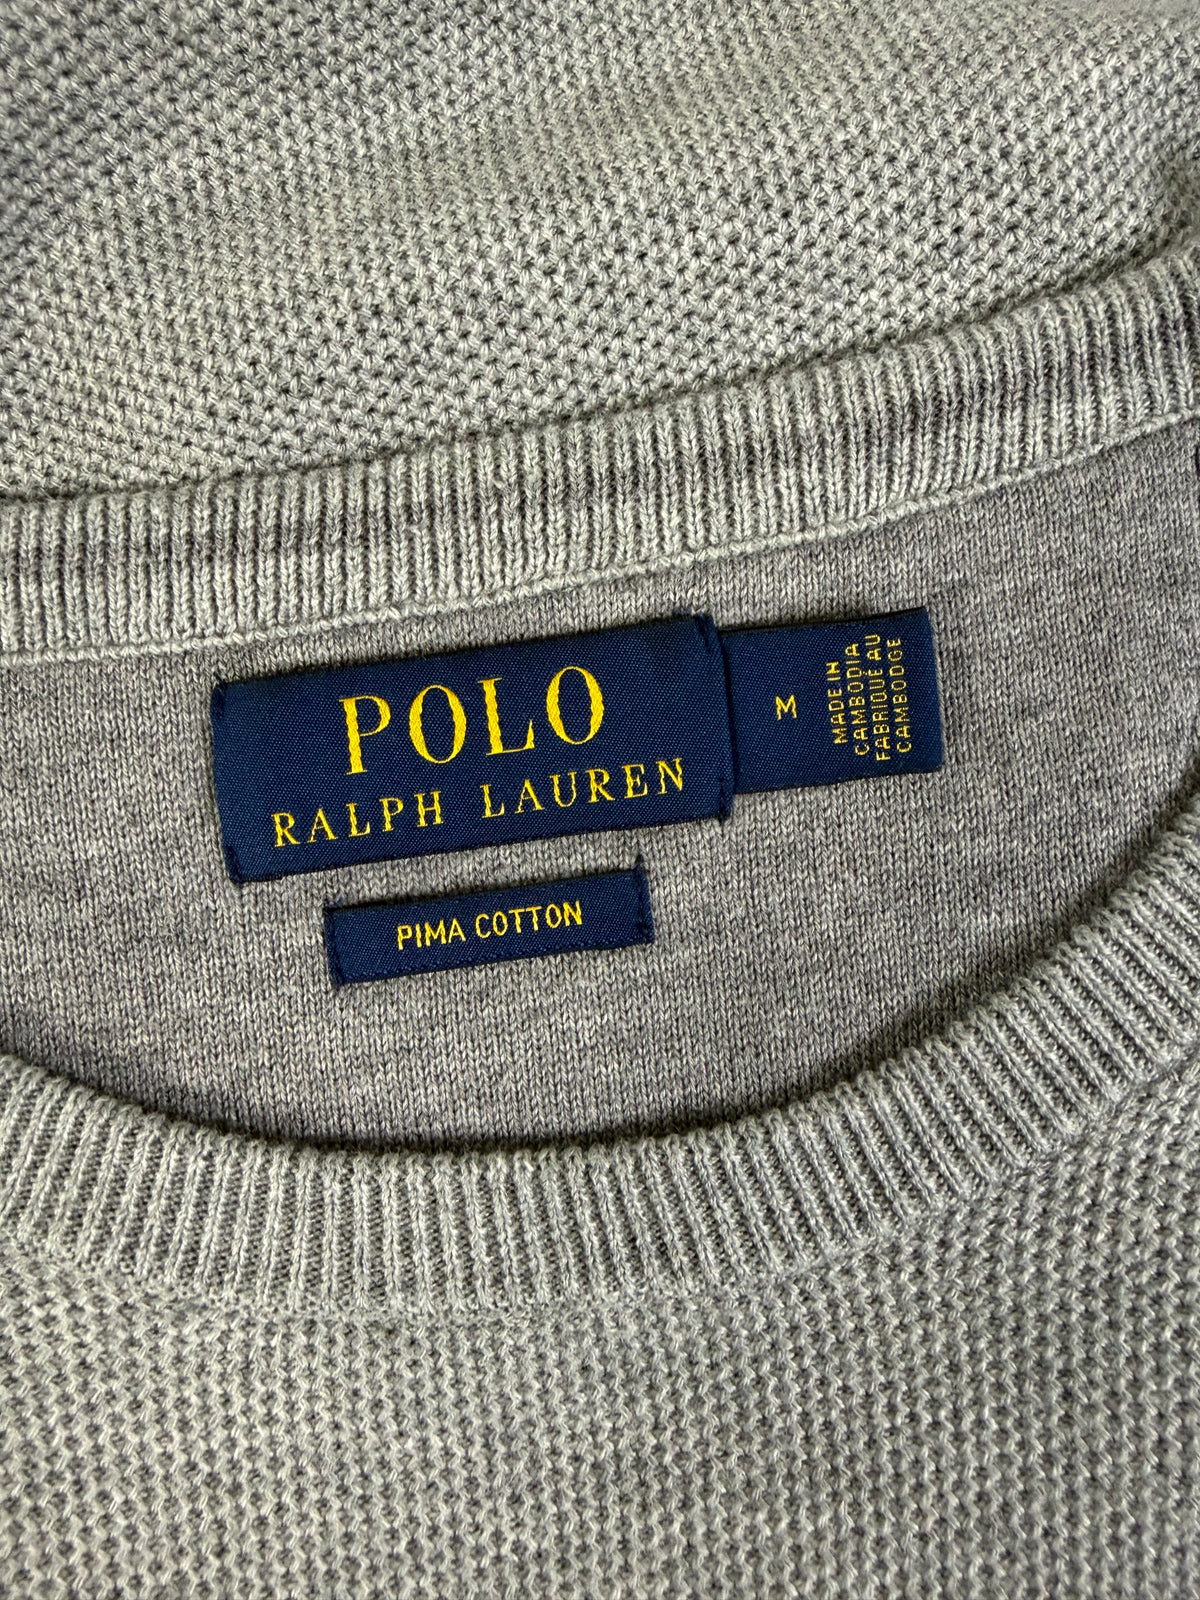 POLO
RALPH LAUREN
M
MADE IN
CAMBODIA
FABRIQUÉ AU
CAMBODGE
PIMA COTTON